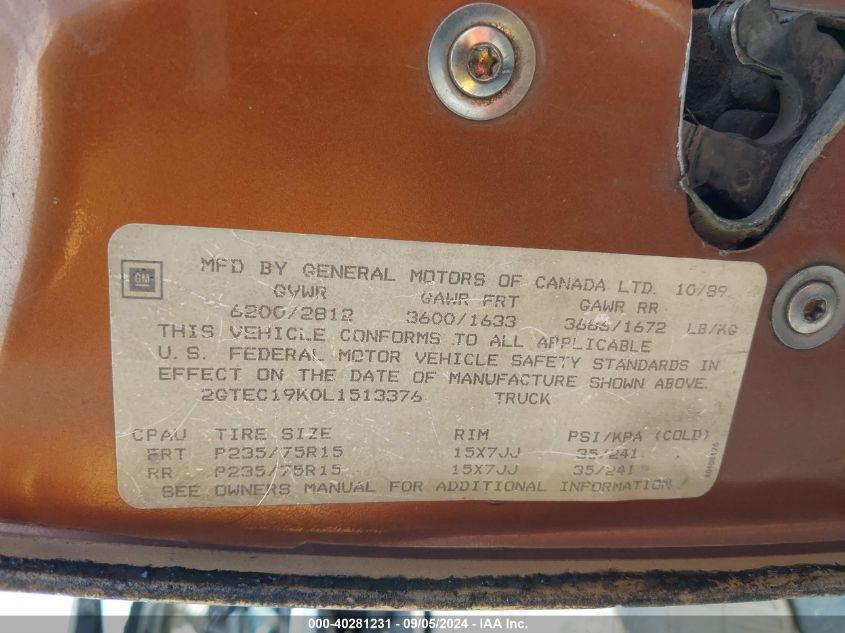 GM
MFD BY GENERAL MOTORS OF CANADA LTD. 10/89
GVWR GAWR FRT GAWR RR
6200/2812 3600/1633 3686/1672 LB/KG
THIS VEHICLE CONFORMS TO ALL APPLICABLE
U.S. FEDERAL MOTOR VEHICLE SAFETY STANDARDS IN
EFFECT ON THE DATE OF MANUFACTURE SHOWN ABOVE.
2GTEC19K0L1513376 TRUCK
CPAU TIRE SIZE RIM PSI/KPA (COLD)
FRT P235/75R15 15X7JJ 35/241
RR P235/75R15 15X7JJ 35/241
SEE OWNERS MANUAL FOR ADDITIONAL INFORMATION.
000-40281231 - 09/05/2024 - IAA Inc.